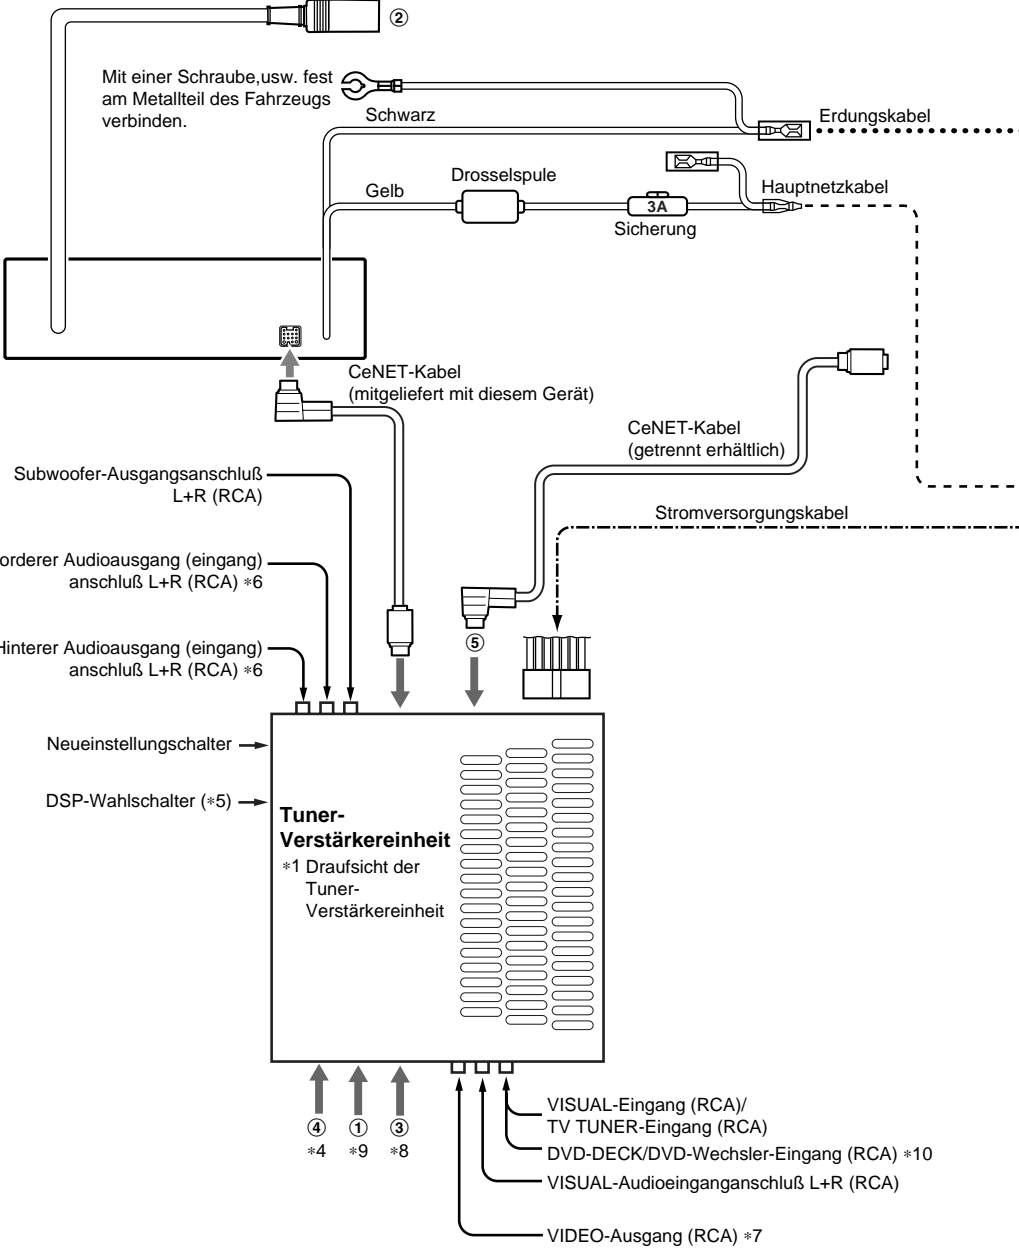 ②
Mit einer Schraube,usw. fest
am Metallteil des Fahrzeugs
verbinden.
Schwarz
Erdungskabel
Drosselspule
Gelb
Hauptnetzkabel
3A
Sicherung
CeNET-Kabel
(mitgeliefert mit diesem Gerät)
CeNET-Kabel
(getrennt erhältlich)
Subwoofer-Ausgangsanschluß
L+R (RCA)
Stromversorgungskabel
orderer Audioausgang (eingang)
anschluß L+R (RCA) *6
⑤
Hinterer Audioausgang (eingang)
anschluß L+R (RCA) *6
Neueinstellungschalter
DSP-Wahlschalter (*5)
Tuner-
Verstärkereinheit
*1 Draufsicht der
Tuner-
Verstärkereinheit
④ ① ③
*4 *9 *8
VISUAL-Eingang (RCA)/
TV TUNER-Eingang (RCA)
DVD-DECK/DVD-Wechsler-Eingang (RCA) *10
VISUAL-Audioeinganganschluß L+R (RCA)
VIDEO-Ausgang (RCA) *7